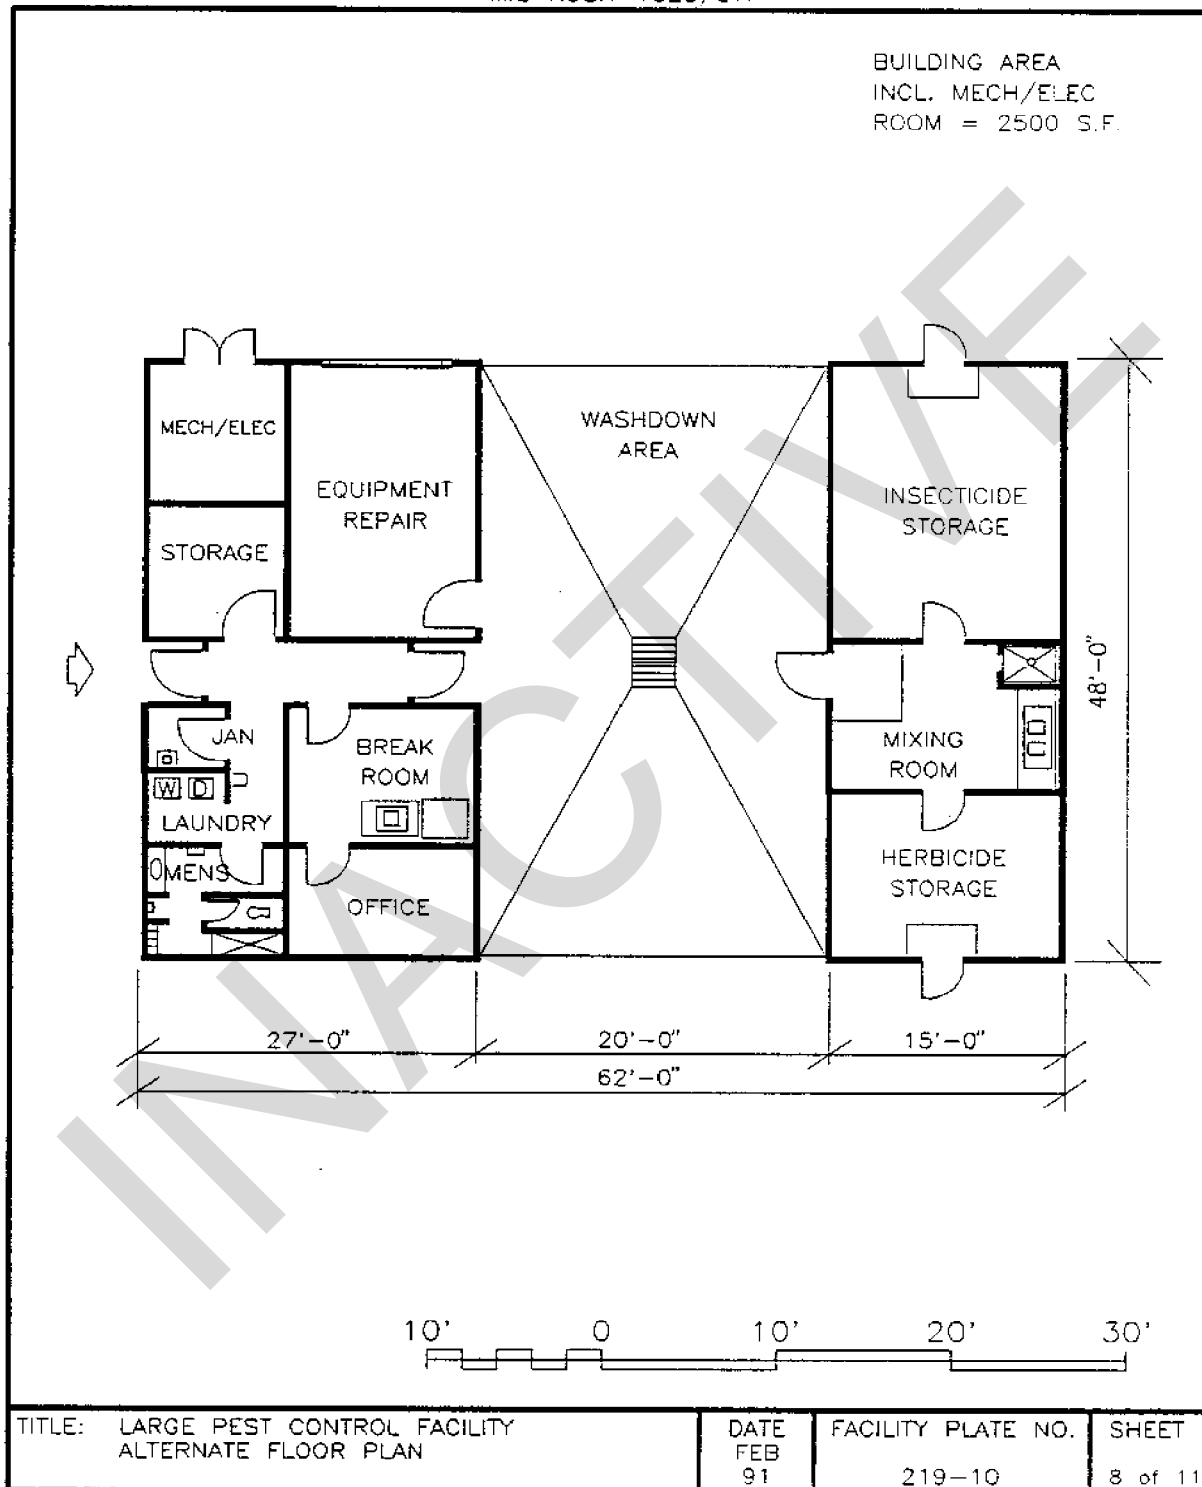 BUILDING AREA
INCL. MECH/ELEC
ROOM = 2500 S.F.
INACTIVE
MECH/ELEC
EQUIPMENT
REPAIR
STORAGE
WASHDOWN
AREA
INSECTICIDE
STORAGE
48'-0"
JAN
BREAK
ROOM
W D
LAUNDRY
MENS
OFFICE
MIXING
ROOM
HERBICIDE
STORAGE
27'-0"
20'-0"
15'-0"
62'-0"
10' 0 10' 20' 30'
TITLE: LARGE PEST CONTROL FACILITY
ALTERNATE FLOOR PLAN
DATE
FEB
91
FACILITY PLATE NO.
219-10
SHEET
8 of 11